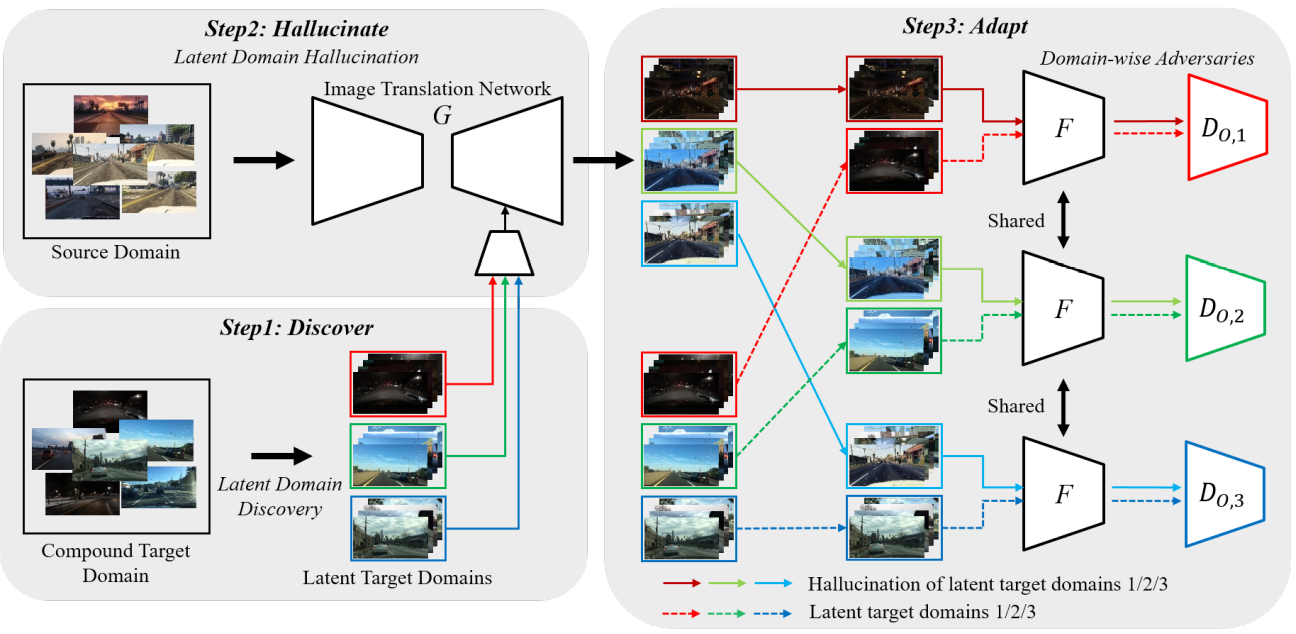 Step2: Hallucinate
Latent Domain Hallucination
Image Translation Network
G
Source Domain
Step1: Discover
Latent Domain
Discovery
Compound Target
Domain
Latent Target Domains
Step3: Adapt
Domain-wise Adversaries
F
D_{O,1}
Shared
F
D_{O,2}
Shared
F
D_{O,3}
Hallucination of latent target domains 1/2/3
Latent target domains 1/2/3